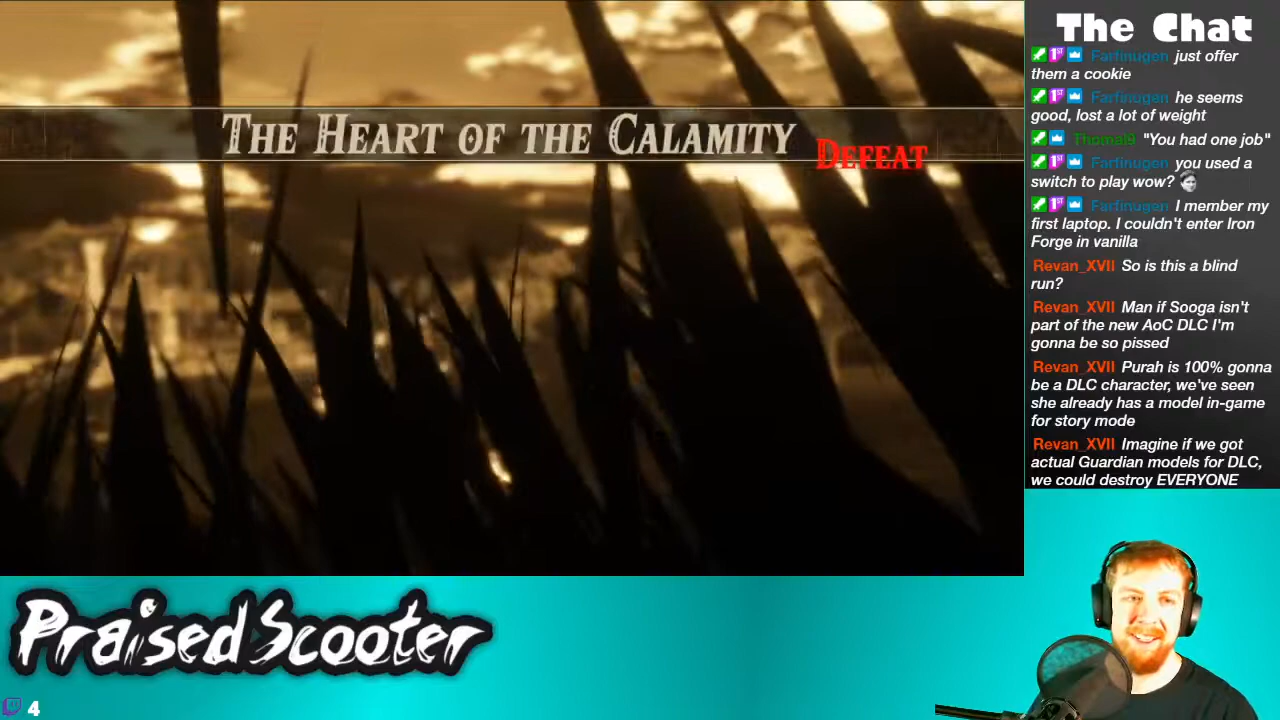 The Heart of the Calamity
Defeat
The Chat
Farfinugen just offer
them a cookie
Farfinugen he seems
good, lost a lot of weight
Thomal9 "You had one job"
Farfinugen you used a
switch to play wow?
Farfinugen I member my
first laptop. I couldn't enter Iron
Forge in vanilla
Revan_XVII So is this a blind
run?
Revan_XVII Man if Sooga isn't
part of the new AoC DLC I'm
gonna be so pissed
Revan_XVII Purah is 100% gonna
be a DLC character, we've seen
she already has a model in-game
for story mode
Revan_XVII Imagine if we got
actual Guardian models for DLC,
we could destroy EVERYONE
PraisedScooter
4